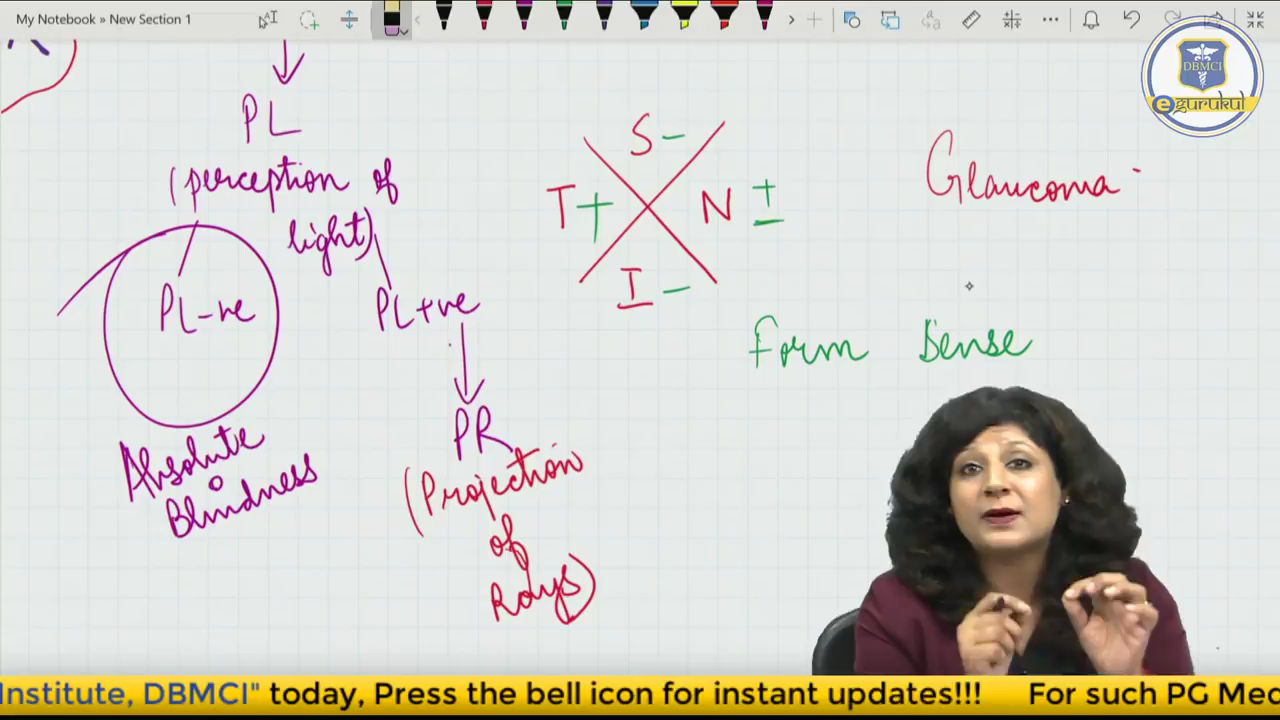 My Notebook » New Section 1
DBMCI
egurukul
PL
(perception of
light)
PL-ve
PL+ve
Absolute
Blindness
PR
(Projection
of
Rays)
S -
T +
N ±
I -
Glaucoma -
Form Sense
Institute, DBMCI" today, Press the bell icon for instant updates!!! For such PG Med